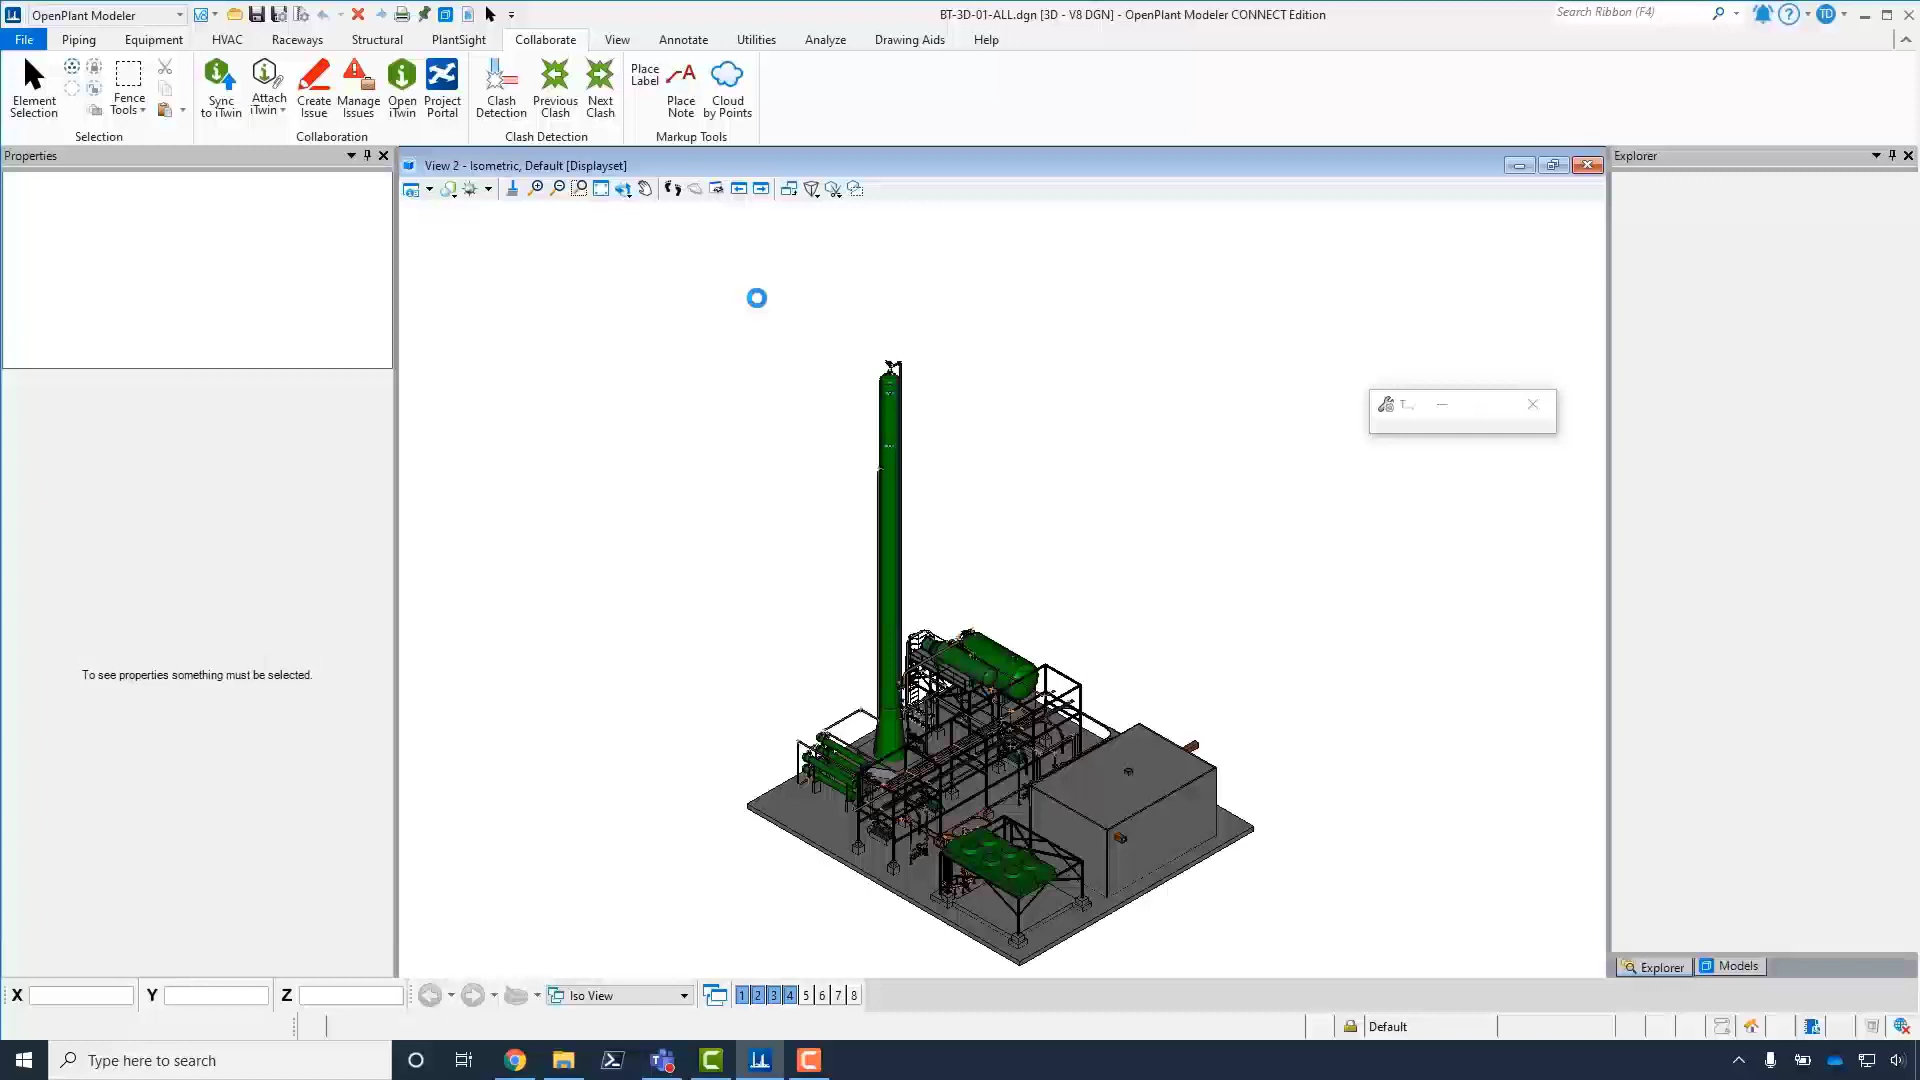 OpenPlant Modeler
BT-3D-01-ALL.dgn [3D - V8 DGN] - OpenPlant Modeler CONNECT Edition
Search Ribbon (F4)
TD
File Piping Equipment HVAC Raceways Structural PlantSight Collaborate View Annotate Utilities Analyze Drawing Aids Help
Element Selection
Fence Tools
Selection
Sync to iTwin
Attach iTwin
Create Issue
Manage Issues
Open iTwin
Project Portal
Collaboration
Clash Detection
Previous Clash
Next Clash
Clash Detection
Place Label
Place Note
Cloud by Points
Markup Tools
Properties
View 2 - Isometric, Default [Displayset]
Explorer
T...
To see properties something must be selected.
Explorer Models
X Y Z Iso View 1 2 3 4 5 6 7 8
Default
Type here to search